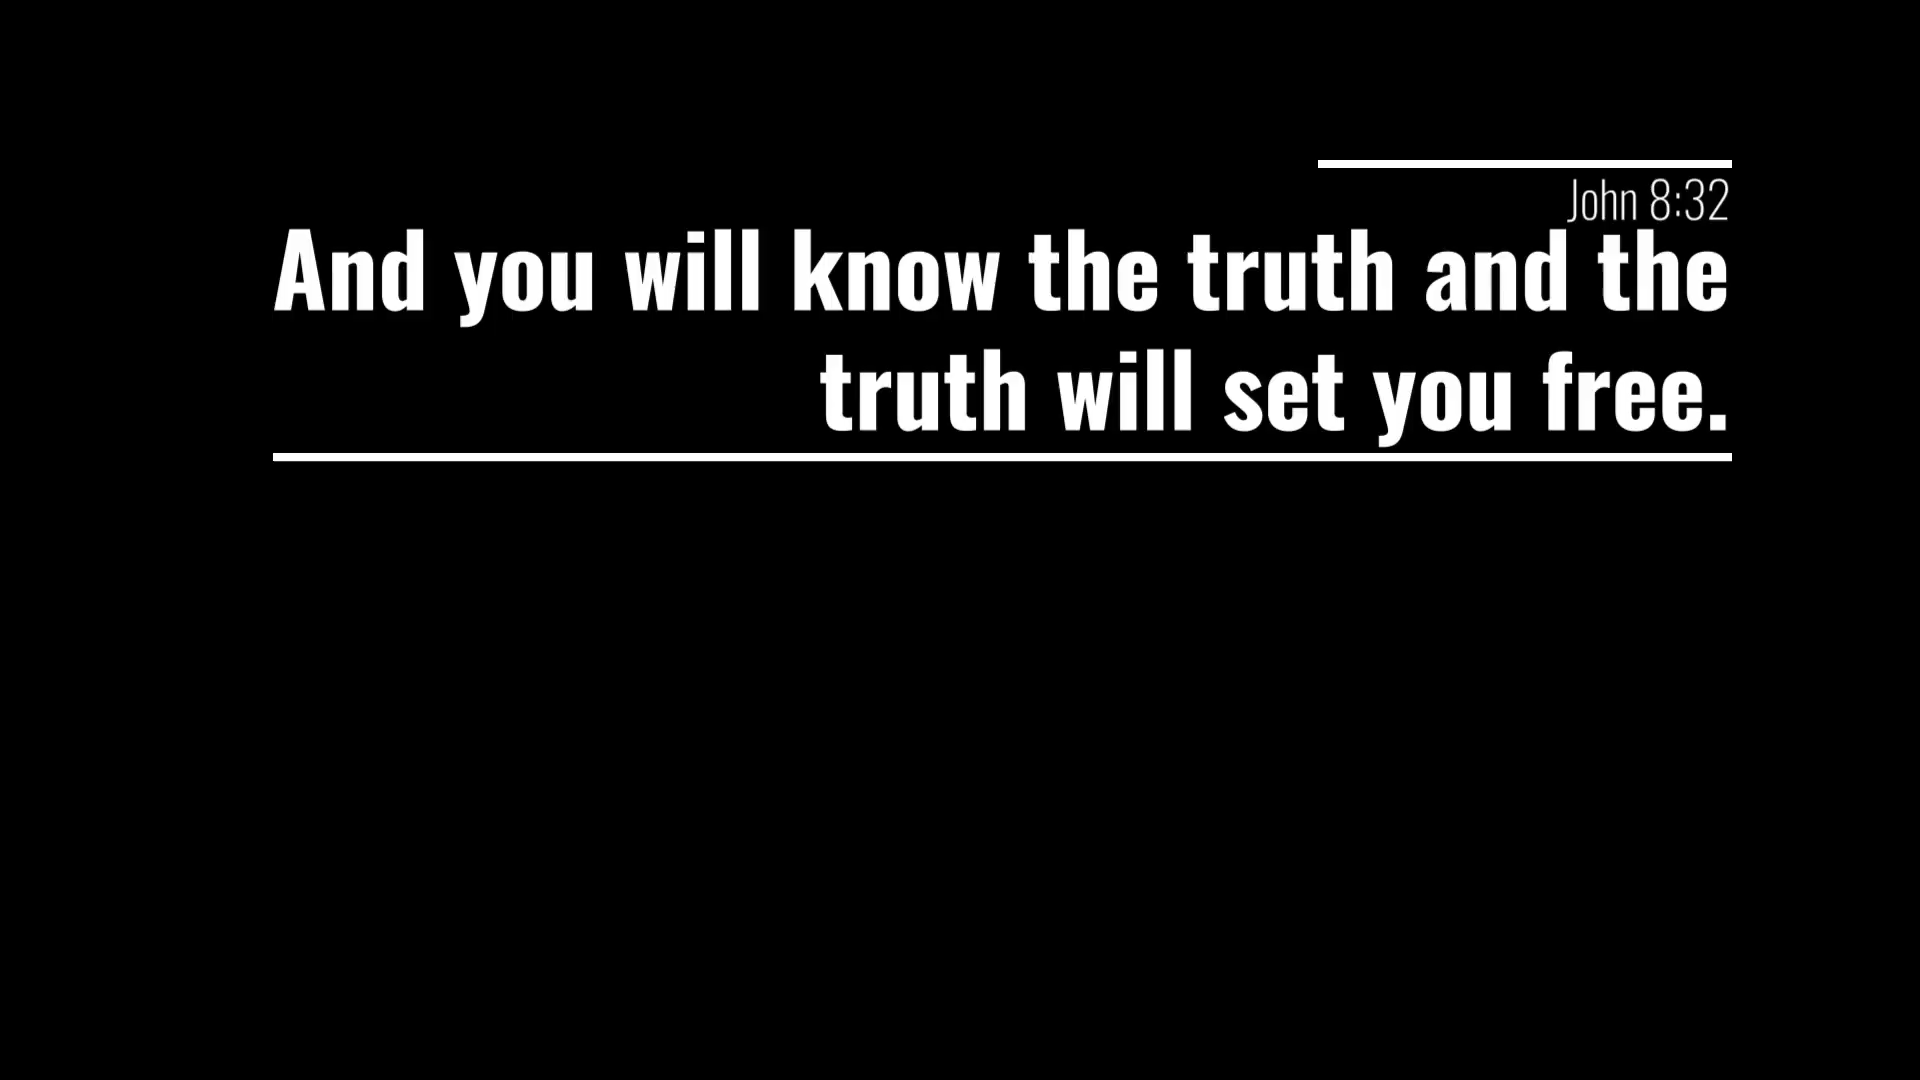 John 8:32
And you will know the truth and the
truth will set you free.